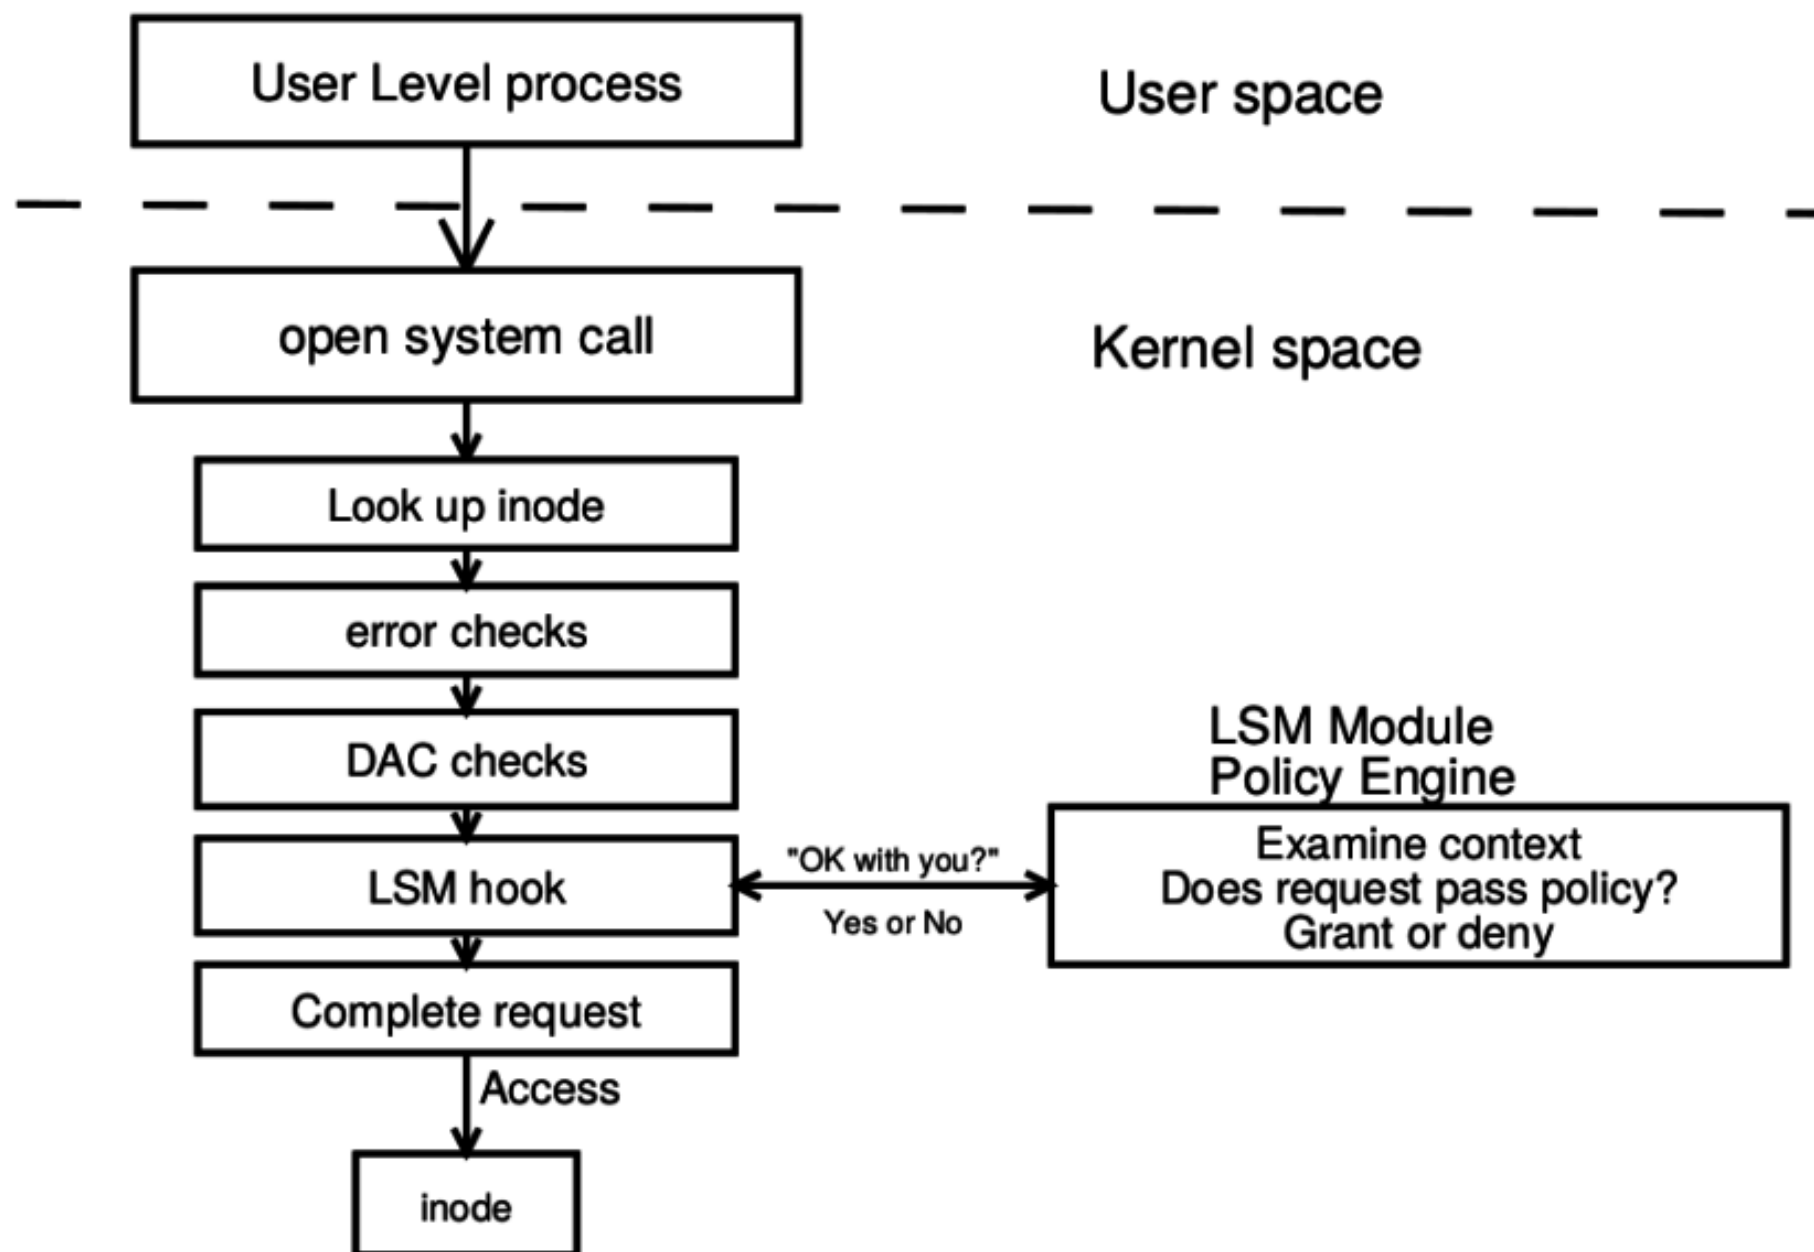 User Level process
User space
open system call
Kernel space
Look up inode
error checks
DAC checks
LSM Module
Policy Engine
LSM hook
"OK with you?"
Yes or No
Examine context
Does request pass policy?
Grant or deny
Complete request
Access
inode